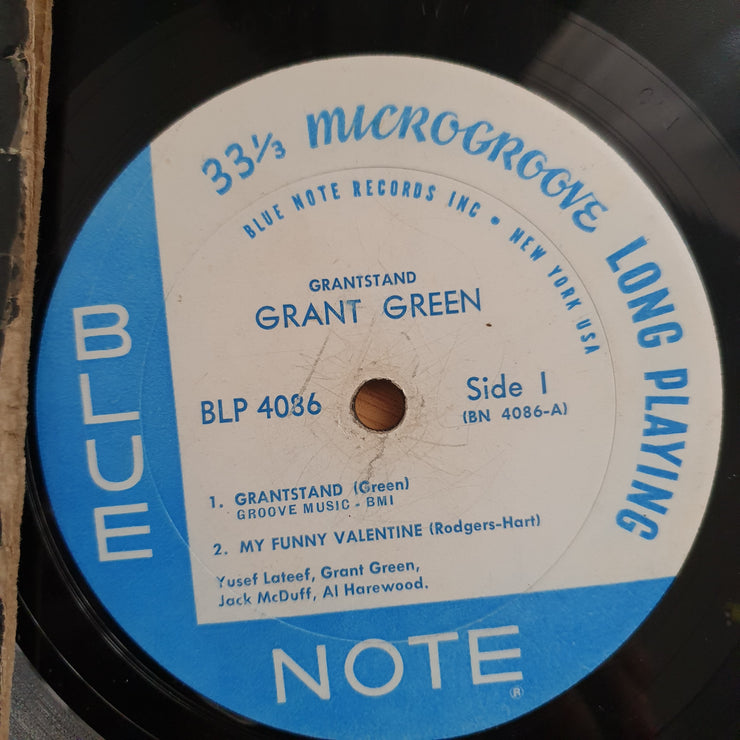 33⅓ MICROGROOVE LONG PLAYING
BLUE NOTE RECORDS INC • NEW YORK USA
GRANTSTAND
GRANT GREEN
BLP 4086
Side 1
(BN 4086-A)
1. GRANTSTAND (Green)
GROOVE MUSIC - BMI
2. MY FUNNY VALENTINE (Rodgers-Hart)
Yusef Lateef, Grant Green,
Jack McDuff, Al Harewood.
BLUE
NOTE
®